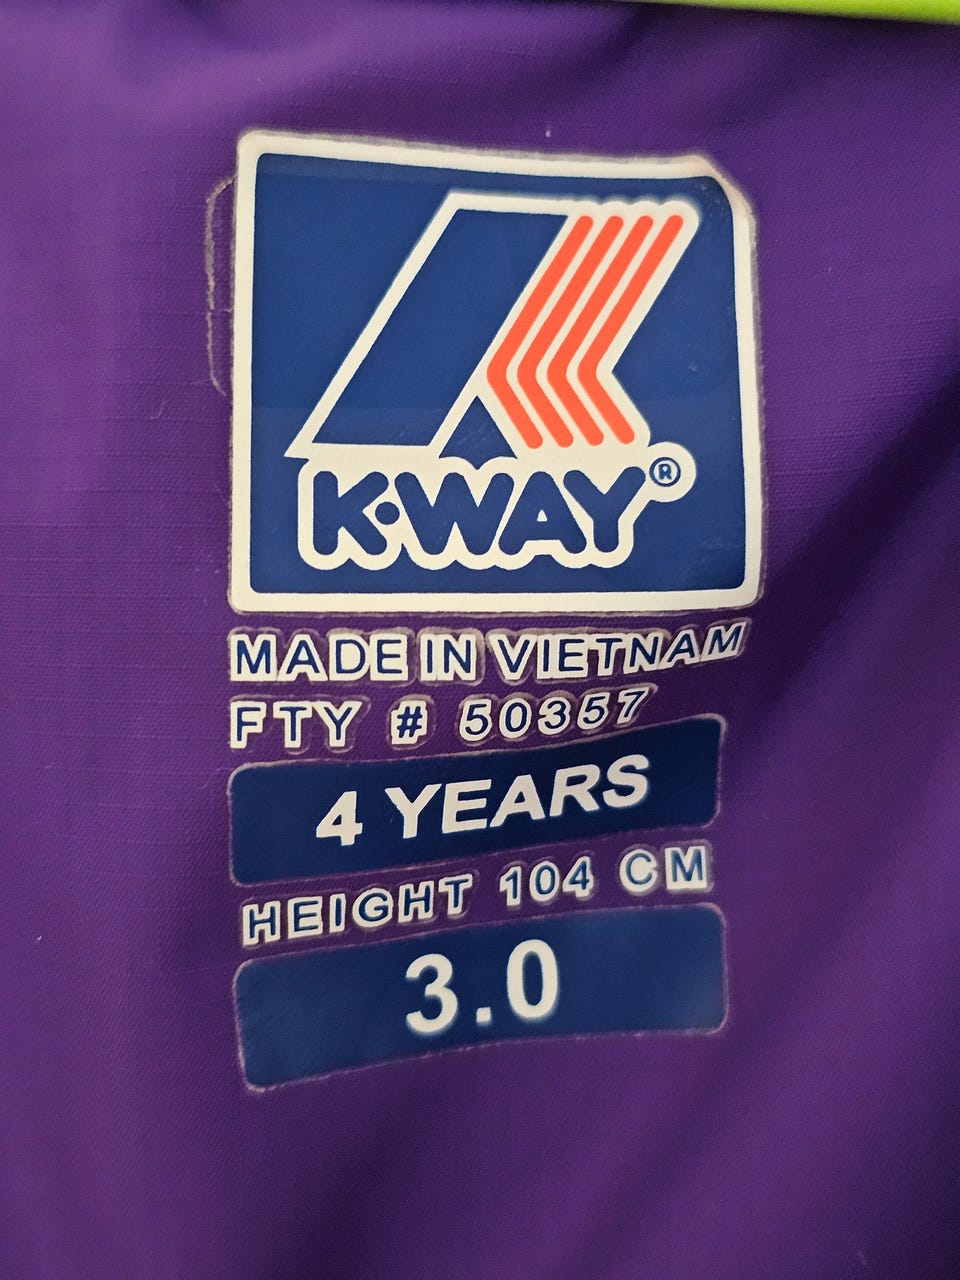 K·WAY®
MADE IN VIETNAM
FTY # 50357
4 YEARS
HEIGHT 104 CM
3.0